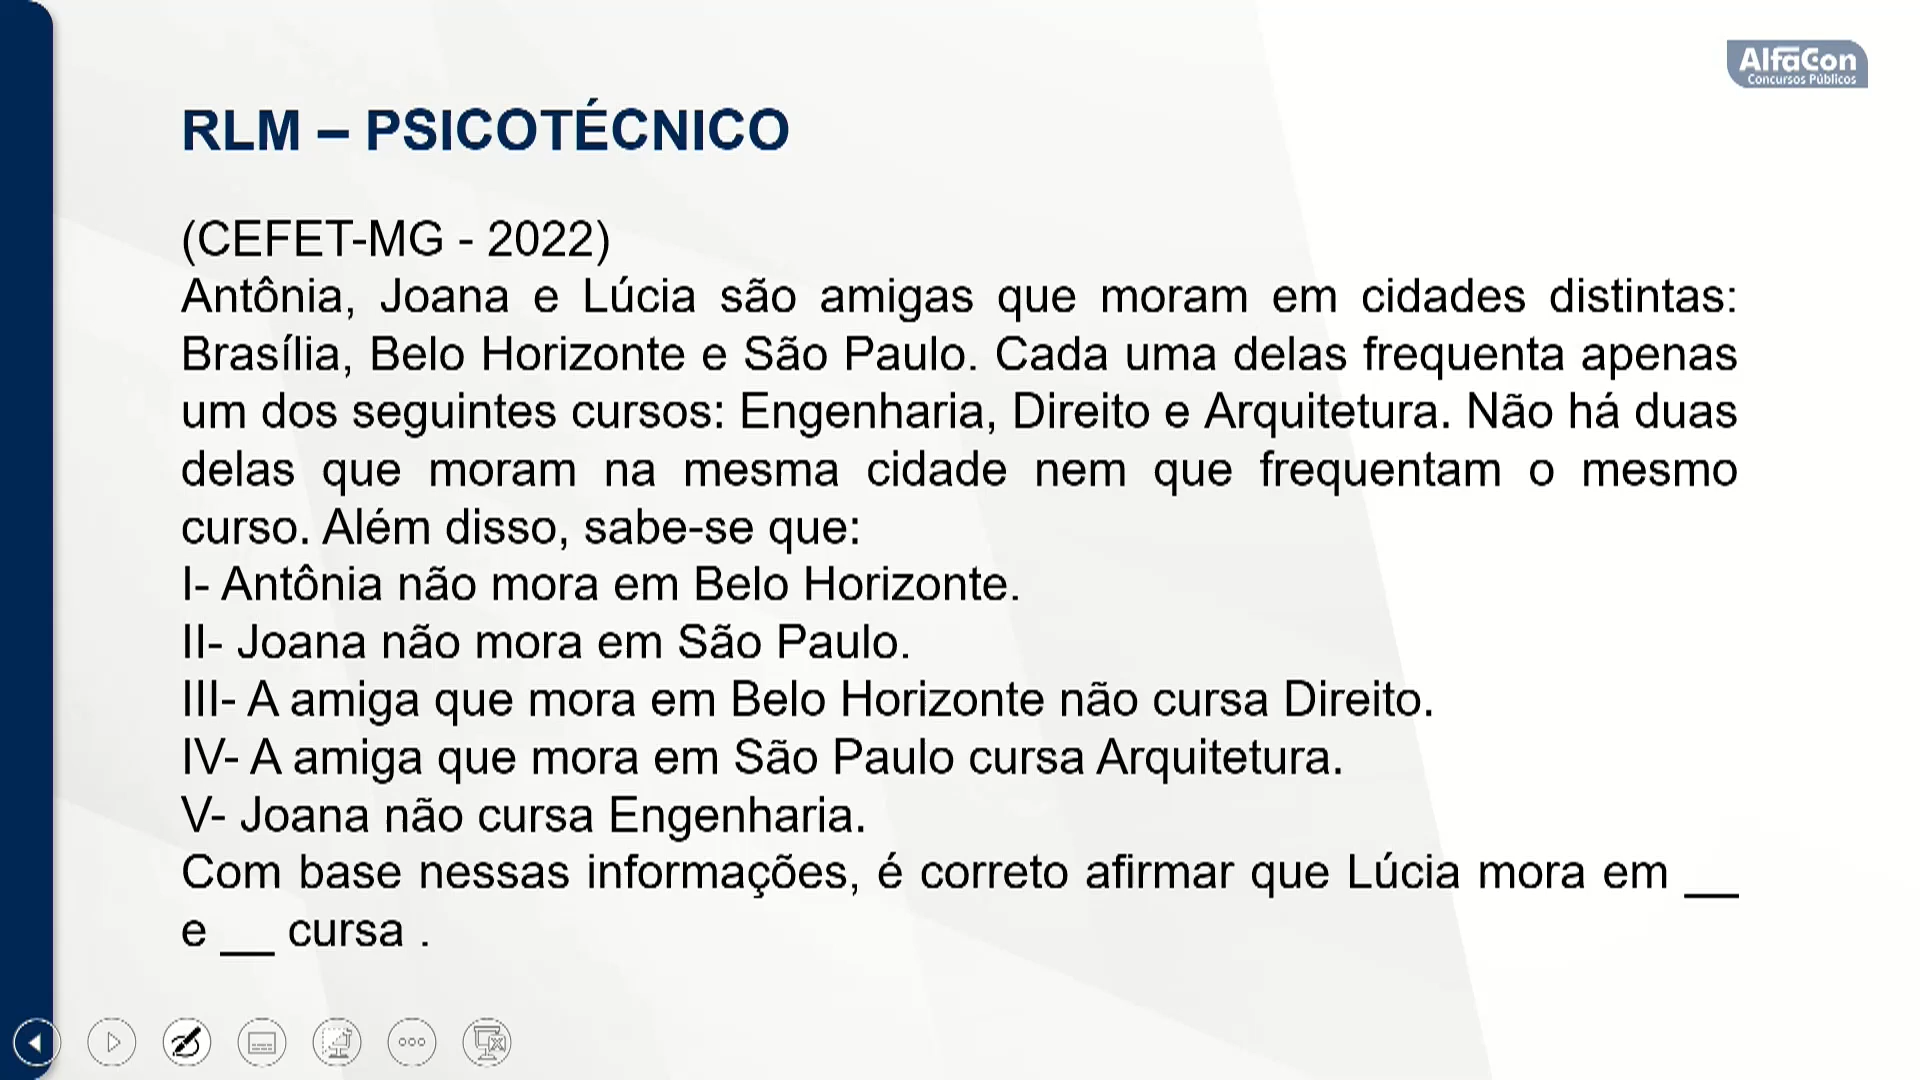 AlfaCon
Concursos Públicos
RLM – PSICOTÉCNICO
(CEFET-MG - 2022)
Antônia, Joana e Lúcia são amigas que moram em cidades distintas:
Brasília, Belo Horizonte e São Paulo. Cada uma delas frequenta apenas
um dos seguintes cursos: Engenharia, Direito e Arquitetura. Não há duas
delas que moram na mesma cidade nem que frequentam o mesmo
curso. Além disso, sabe-se que:
I- Antônia não mora em Belo Horizonte.
II- Joana não mora em São Paulo.
III- A amiga que mora em Belo Horizonte não cursa Direito.
IV- A amiga que mora em São Paulo cursa Arquitetura.
V- Joana não cursa Engenharia.
Com base nessas informações, é correto afirmar que Lúcia mora em __
e __ cursa .